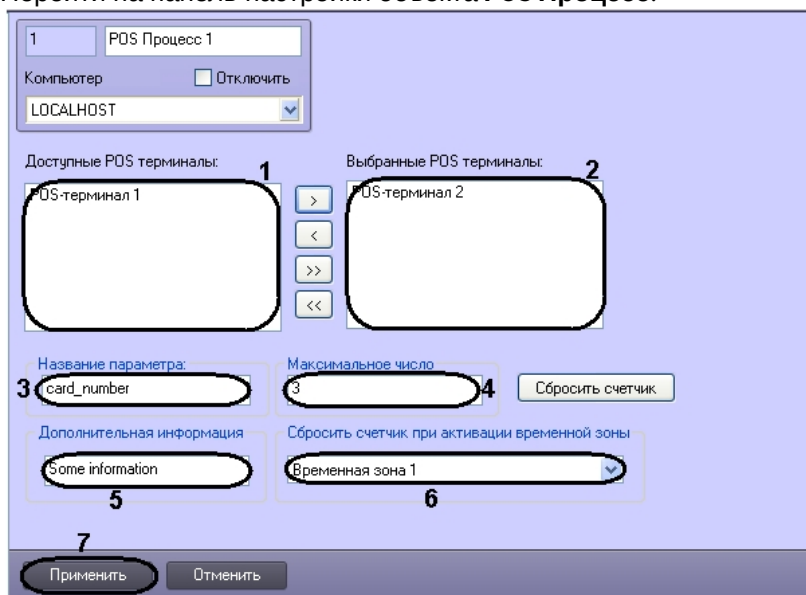 Перейти на панель настройки объекта POS Процесс.
1 POS Процесс 1
Компьютер Отключить
LOCALHOST
Доступные POS терминалы: 1 Выбранные POS терминалы: 2
POS-терминал 1 > POS-терминал 2
<
>>
<<
Название параметра: Максимальное число
3 card_number 3 4 Сбросить счетчик
Дополнительная информация Сбросить счетчик при активации временной зоны
Some information Временная зона 1
5 6
7
Применить Отменить